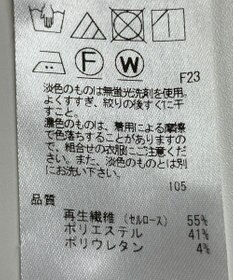 F
W
F23
淡色のものは無蛍光洗剤を使用。
よくすすぎ、絞りの後すぐに干
すこと。
濃色のものは、着用による摩擦
で色落ちすることがありますの
で、組合せの衣服にご注意くださ
い。また、淡色のものとは別に
お洗い下さい。
105
品質
再生繊維(セルロース) 55%
ポリエステル 41%
ポリウレタン 4%